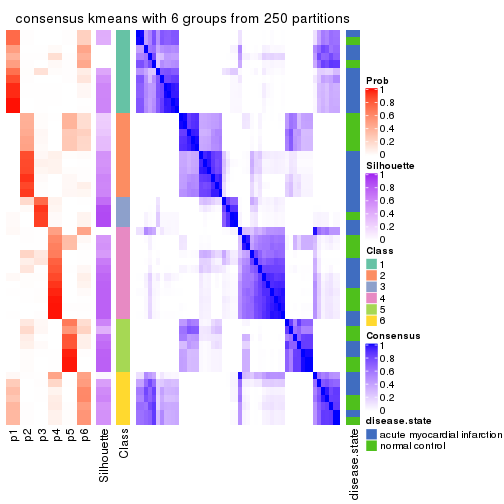 consensus kmeans with 6 groups from 250 partitions
Prob
1
0.8
0.6
0.4
0.2
0
Silhouette
1
0.8
0.6
0.4
0.2
0
Class
1
2
3
4
5
6
Consensus
1
0.8
0.6
0.4
0.2
0
disease.state
acute myocardial infarction
normal control
p1
p2
p3
p4
p5
p6
Silhouette
Class
disease.state